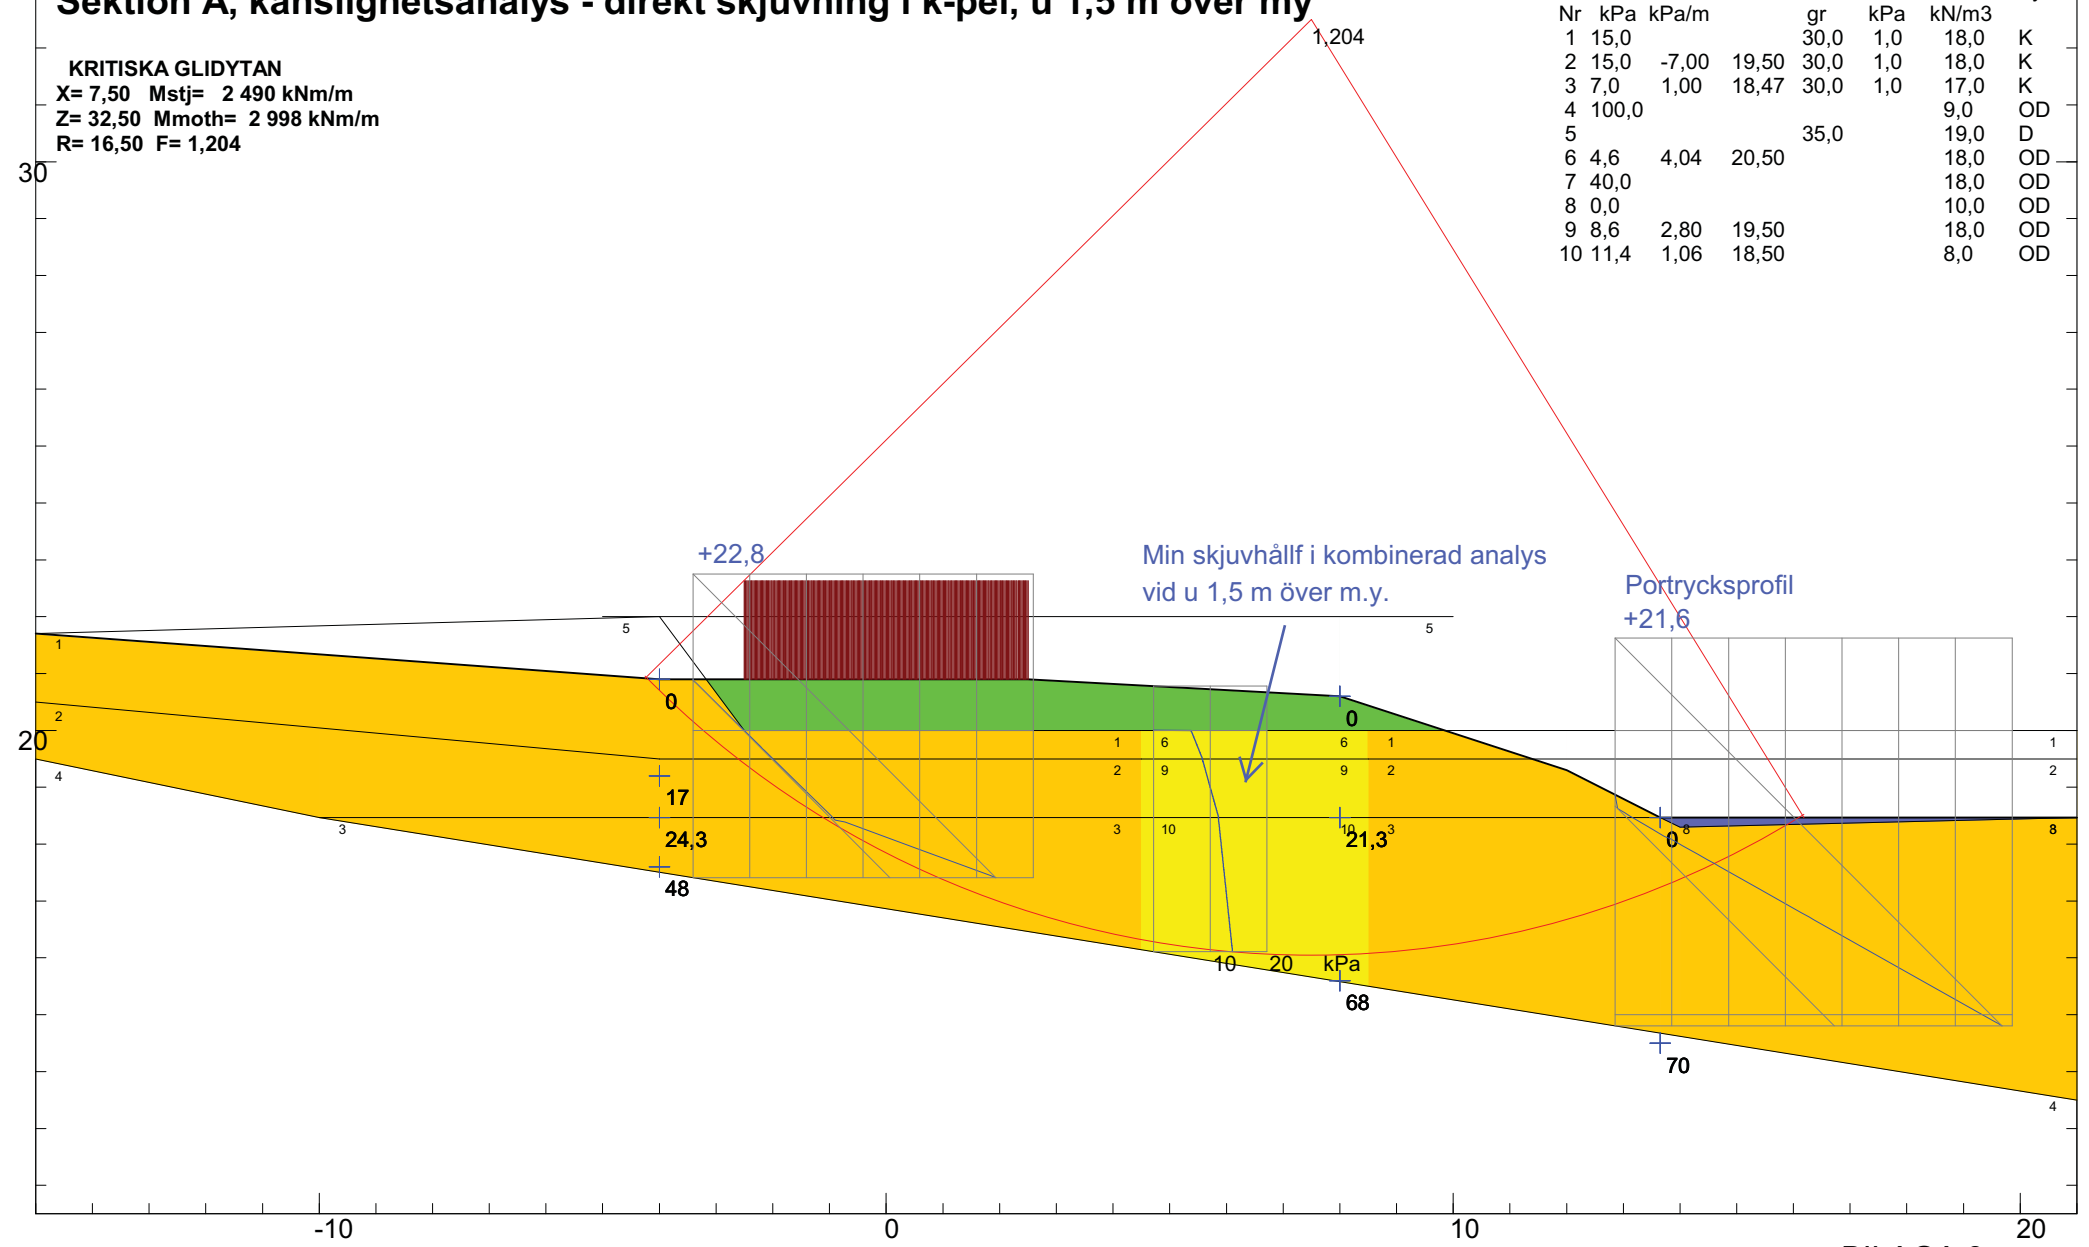 Sektion A, känslighetsanalys - direkt skjuvning i k-pel, u 1,5 m över my
Nr kPa kPa/m gr kPa kN/m3
1 15,0 30,0 1,0 18,0 K
2 15,0 -7,00 19,50 30,0 1,0 18,0 K
3 7,0 1,00 18,47 30,0 1,0 17,0 K
4 100,0 9,0 OD
5 35,0 19,0 D
6 4,6 4,04 20,50 18,0 OD
7 40,0 18,0 OD
8 0,0 10,0 OD
9 8,6 2,80 19,50 18,0 OD
10 11,4 1,06 18,50 8,0 OD
1,204
KRITISKA GLIDYTAN
X= 7,50 Mstj= 2 490 kNm/m
Z= 32,50 Mmoth= 2 998 kNm/m
R= 16,50 F= 1,204
30
+22,8
Min skjuvhållf i kombinerad analys
vid u 1,5 m över m.y.
Portrycksprofil
+21,6
5 5
1
0
2
0
20
1 6 6 1 1
2 9 9 2 2
4
17
3 3 10 10 3 8 8
24,3 21,3 0
48
10 20 kPa
68
70
4
-10 0 10 20